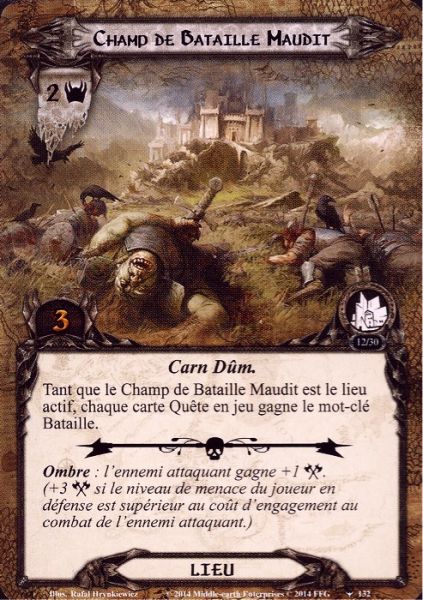 Champ de Bataille Maudit
2
3
12/30
Carn Dûm.
Tant que le Champ de Bataille Maudit est le lieu
actif, chaque carte Quête en jeu gagne le mot-clé
Bataille.
Ombre : l'ennemi attaquant gagne +1
(+3 si le niveau de menace du joueur en
défense est supérieur au coût d'engagement au
combat de l'ennemi attaquant.)
LIEU
Illus. Rafał Hrynkiewicz © 2014 Middle-earth Enterprises © 2014 FFG 132